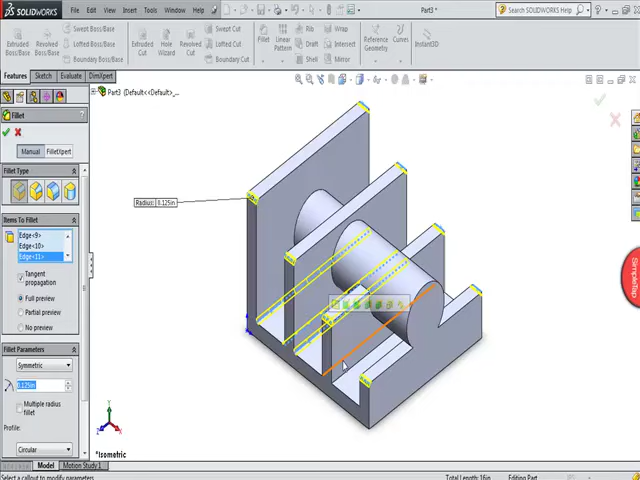 SOLIDWORKS
File Edit View Insert Tools Window Help
Part3 *
Search SOLIDWORKS Help
Extruded Boss/Base
Revolved Boss/Base
Swept Boss/Base
Lofted Boss/Base
Boundary Boss/Base
Extruded Cut
Hole Wizard
Revolved Cut
Swept Cut
Lofted Cut
Boundary Cut
Fillet
Linear Pattern
Rib
Draft
Shell
Wrap
Intersect
Mirror
Reference Geometry
Curves
Instant3D
Features Sketch Evaluate DimXpert
Part3 (Default<<Default>_...
Fillet
Manual FilletXpert
Fillet Type
Items To Fillet
Edge<9>
Edge<10>
Edge<11>
Tangent propagation
Full preview
Partial preview
No preview
Fillet Parameters
Symmetric
0.125in
Multiple radius fillet
Profile:
Circular
Radius: 0.125in
SimpleRip
Y
X
Z
*Isometric
Model Motion Study 1
Select a callout to modify parameters
Total Length: 16in Editing Part